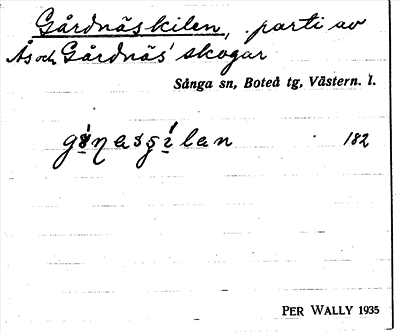 Gårdnäskilen, parti av
Ås och Gårdnäs' skogar
Sånga sn, Boteå tg, Västern. l.
182
PER WALLY 1935